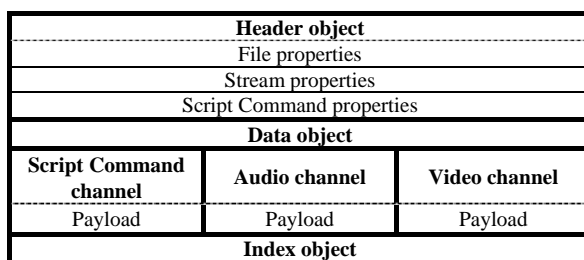 Header object
File properties
Stream properties
Script Command properties
Data object
Script Command
channel
Audio channel
Video channel
Payload
Payload
Payload
Index object